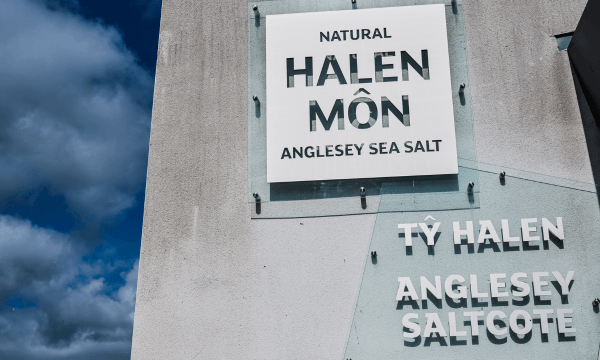 NATURAL
HALEN
MÔN
ANGLESEY SEA SALT
TŶ HALEN
ANGLESEY
SALTCOTE